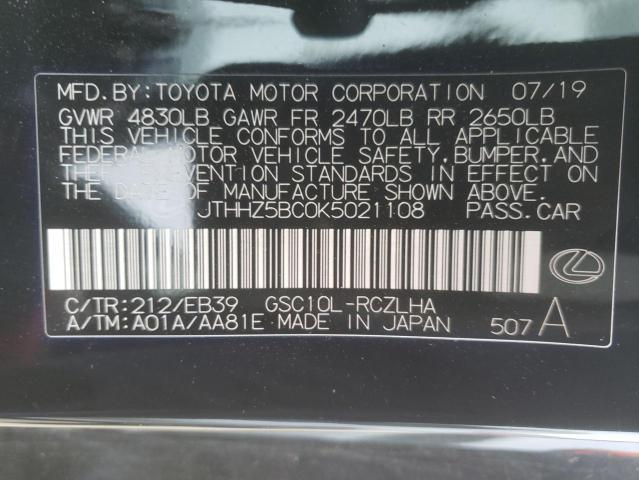 MFD.BY:TOYOTA MOTOR CORPORATION 07/19
GVWR 4830LB GAWR FR 2470LB RR 2650LB
THIS VEHICLE CONFORMS TO ALL APPLICABLE
FEDERAL MOTOR VEHICLE SAFETY,BUMPER,AND
THEFT PREVENTION STANDARDS IN EFFECT ON
THE DATE OF MANUFACTURE SHOWN ABOVE.
JTHHZ5BC0K5021108 PASS.CAR
C/TR:212/EB39 GSC10L-RCZLHA
A/TM:A01A/AA81E MADE IN JAPAN
507A